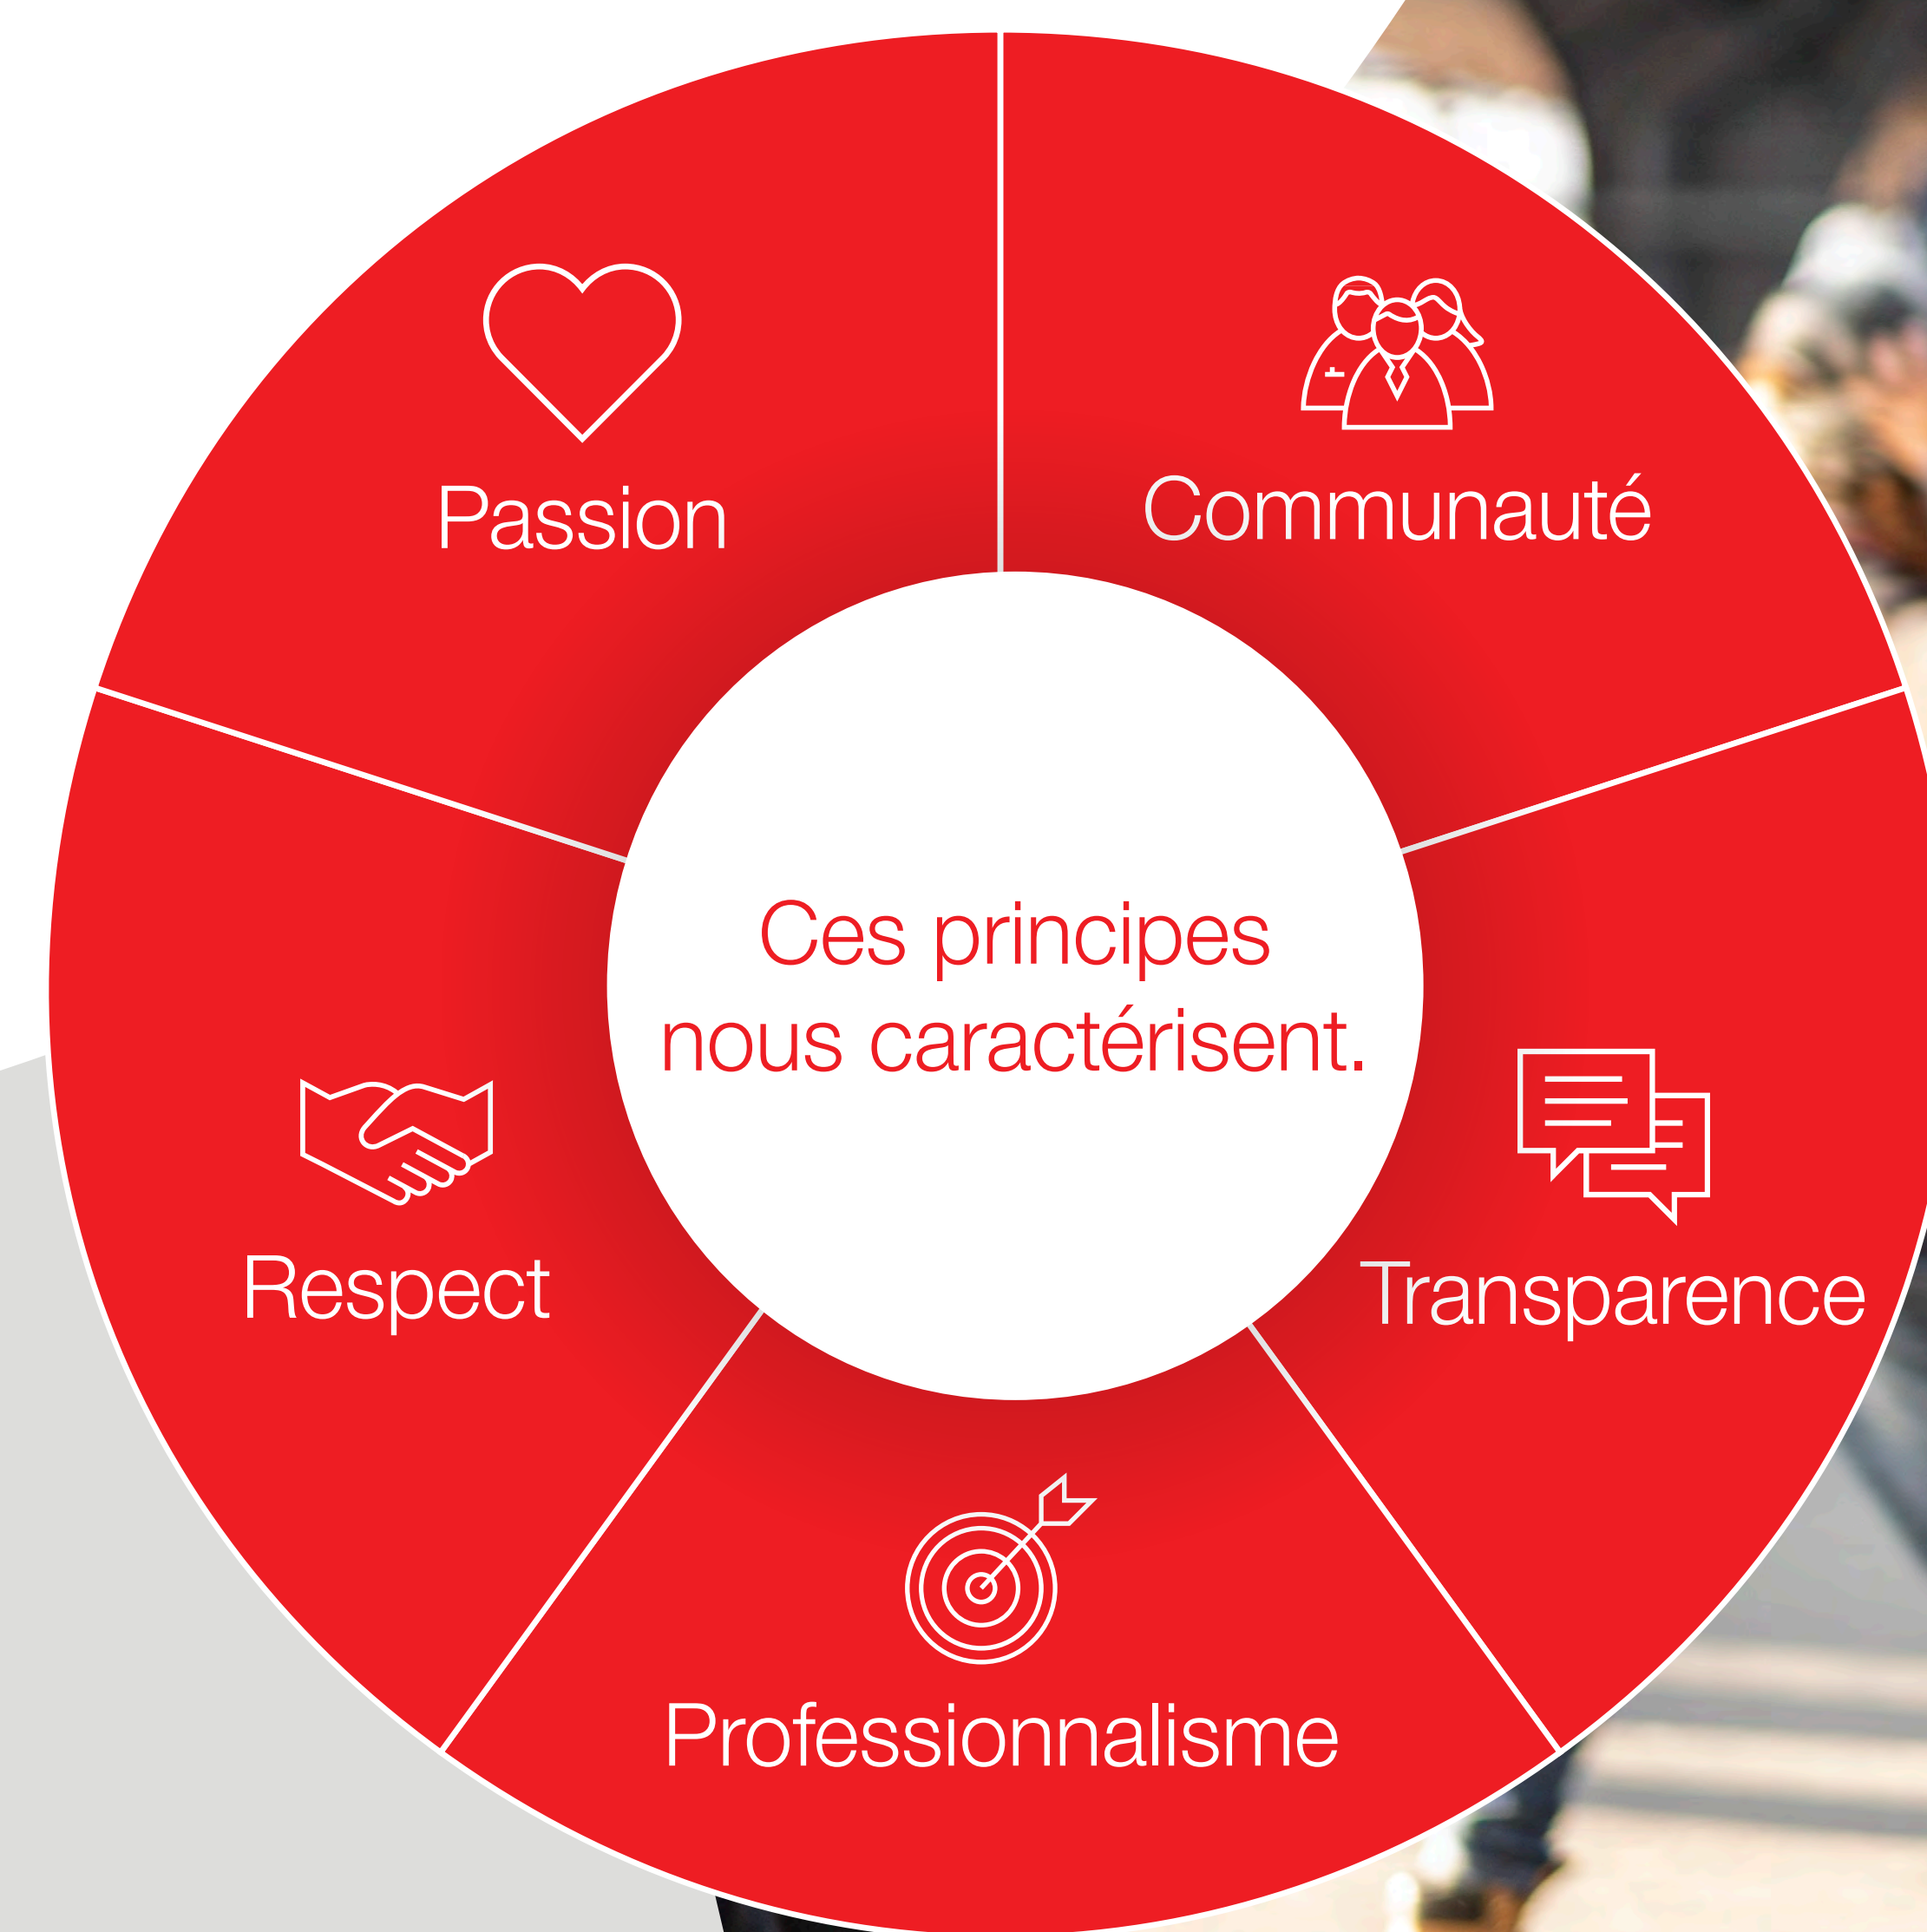 Passion
Communauté
Ces principes
nous caractérisent.
Respect
Transparence
Professionnalisme